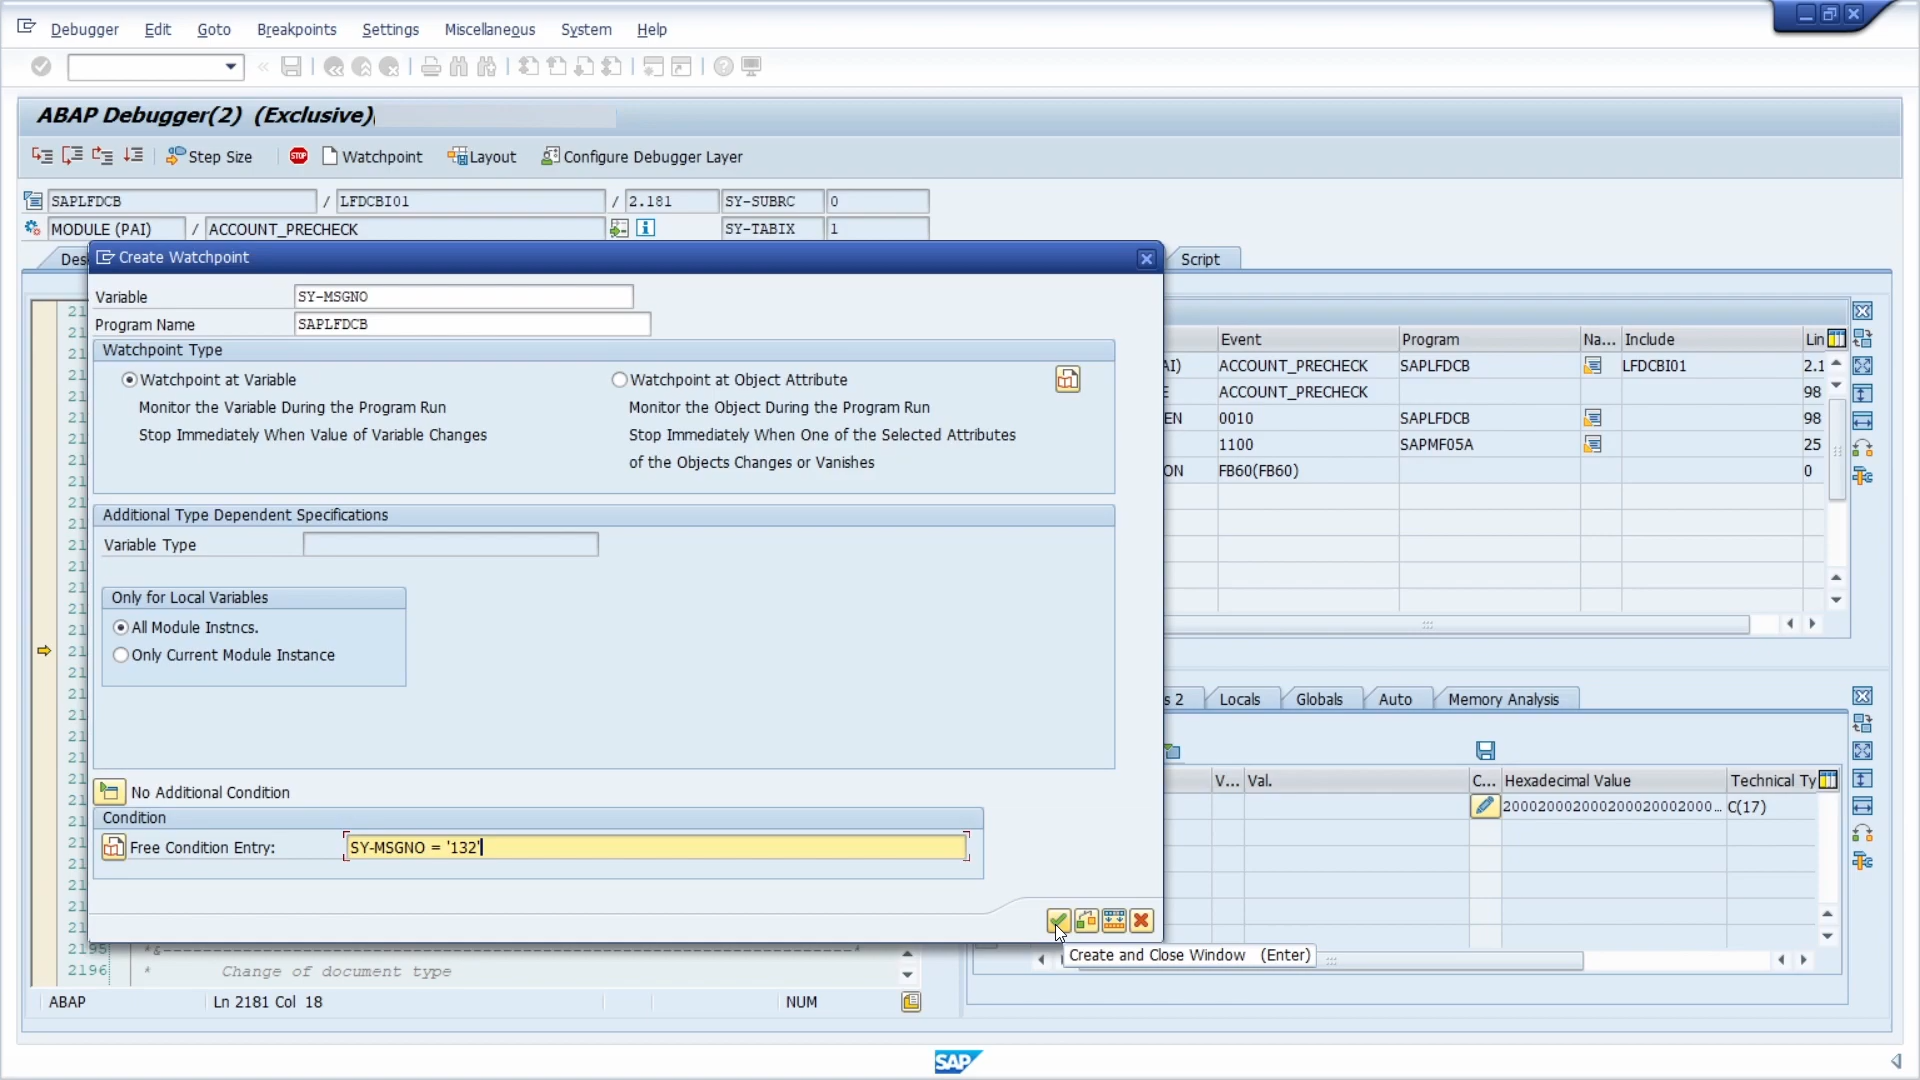 Debugger Edit Goto Breakpoints Settings Miscellaneous System Help
ABAP Debugger(2) (Exclusive)
Step Size STOP Watchpoint Layout Configure Debugger Layer
SAPLFDCB / LFDCBI01 / 2.181 SY-SUBRC 0
MODULE (PAI) / ACCOUNT_PRECHECK SY-TABIX 1
Des
Script
Create Watchpoint
Variable SY-MSGNO
Program Name SAPLFDCB
Watchpoint Type
Watchpoint at Variable
Monitor the Variable During the Program Run
Stop Immediately When Value of Variable Changes
Watchpoint at Object Attribute
Monitor the Object During the Program Run
Stop Immediately When One of the Selected Attributes
of the Objects Changes or Vanishes
Additional Type Dependent Specifications
Variable Type
Only for Local Variables
All Module Instncs.
Only Current Module Instance
No Additional Condition
Condition
Free Condition Entry: SY-MSGNO = '132'
Create and Close Window (Enter)
Event Program Na... Include Lin
AI) ACCOUNT_PRECHECK SAPLFDCB LFDCBI01 2.1
E ACCOUNT_PRECHECK 98
EN 0010 SAPLFDCB 98
1100 SAPMF05A 25
ON FB60(FB60) 0
s 2 Locals Globals Auto Memory Analysis
V... Val. C... Hexadecimal Value Technical Ty
200020002000200020002000... C(17)
2195 *&---------------------------------------------------------------------*
2196 * Change of document type
ABAP Ln 2181 Col 18 NUM
SAP